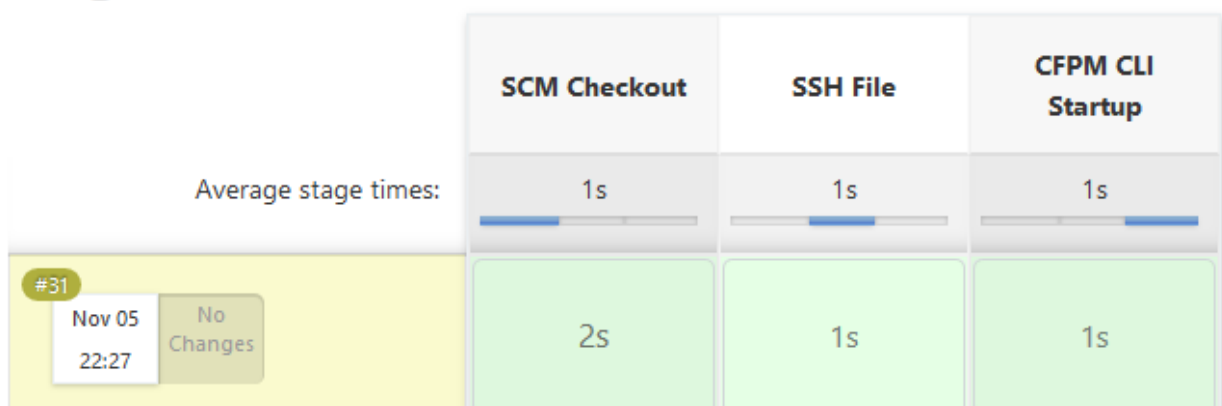 SCM Checkout
SSH File
CFPM CLI
Startup
Average stage times:
1s
1s
1s
#31
Nov 05
22:27
No
Changes
2s
1s
1s